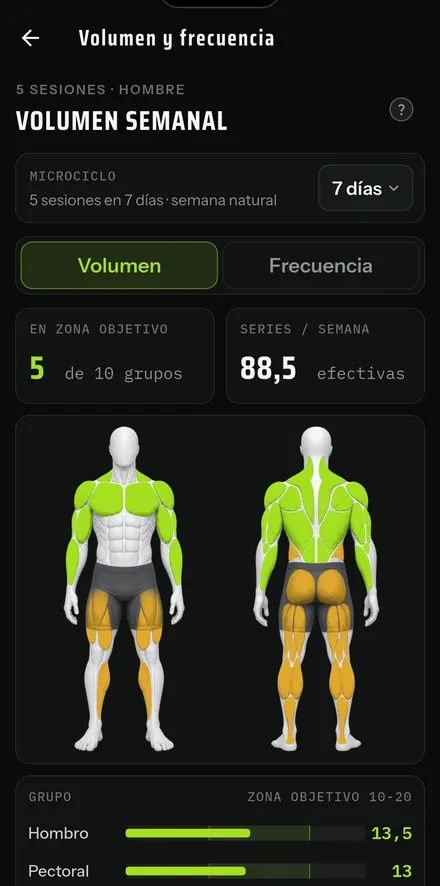 Volumen y frecuencia
5 SESIONES · HOMBRE
VOLUMEN SEMANAL
?
MICROCICLO
5 sesiones en 7 días · semana natural
7 días
Volumen
Frecuencia
EN ZONA OBJETIVO
5 de 10 grupos
SERIES / SEMANA
88,5 efectivas
GRUPO
ZONA OBJETIVO 10-20
Hombro 13,5
Pectoral 13